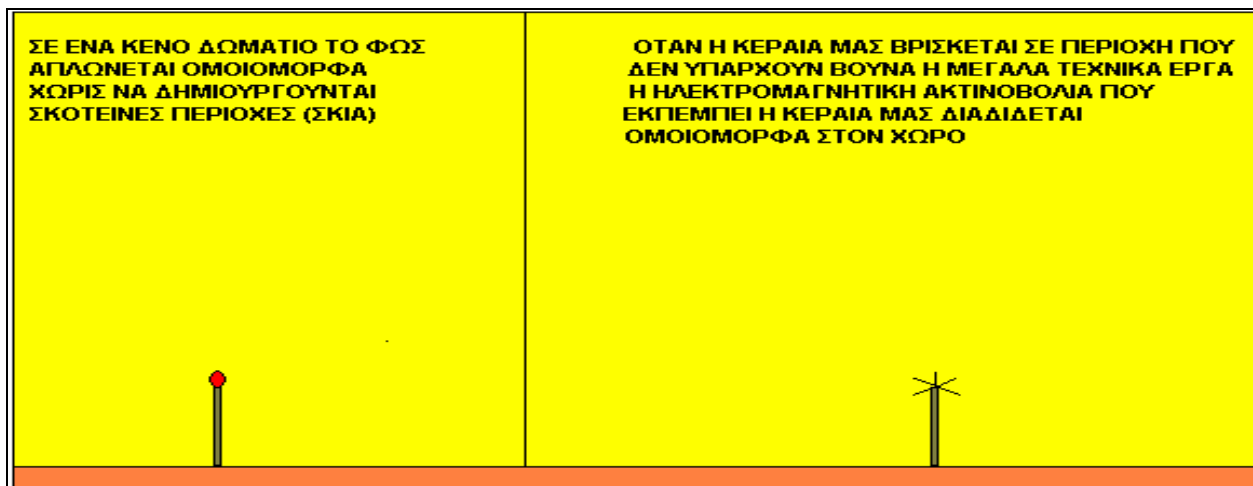 ΣΕ ΕΝΑ ΚΕΝΟ ΔΩΜΑΤΙΟ ΤΟ ΦΩΣ
ΑΠΛΩΝΕΤΑΙ ΟΜΟΙΟΜΟΡΦΑ
ΧΩΡΙΣ ΝΑ ΔΗΜΙΟΥΡΓΟΥΝΤΑΙ
ΣΚΟΤΕΙΝΕΣ ΠΕΡΙΟΧΕΣ (ΣΚΙΑ)
ΟΤΑΝ Η ΚΕΡΑΙΑ ΜΑΣ ΒΡΙΣΚΕΤΑΙ ΣΕ ΠΕΡΙΟΧΗ ΠΟΥ
ΔΕΝ ΥΠΑΡΧΟΥΝ ΒΟΥΝΑ Η ΜΕΓΑΛΑ ΤΕΧΝΙΚΑ ΕΡΓΑ
Η ΗΛΕΚΤΡΟΜΑΓΝΗΤΙΚΗ ΑΚΤΙΝΟΒΟΛΙΑ ΠΟΥ
ΕΚΠΕΜΠΕΙ Η ΚΕΡΑΙΑ ΜΑΣ ΔΙΑΔΙΔΕΤΑΙ
ΟΜΟΙΟΜΟΡΦΑ ΣΤΟΝ ΧΩΡΟ